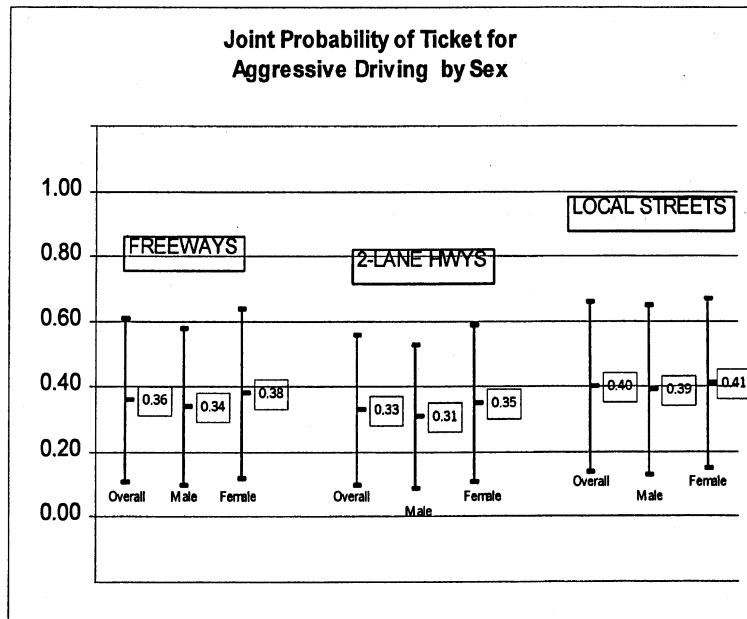 Joint Probability of Ticket for
Aggressive Driving by Sex
1.00
0.80
0.60
0.40
0.20
0.00
FREEWAYS
2-LANE HWYS
LOCAL STREETS
0.36
0.34
0.38
0.33
0.31
0.35
0.40
0.39
0.41
Overall
Male
Female
Overall
Male
Female
Overall
Male
Female